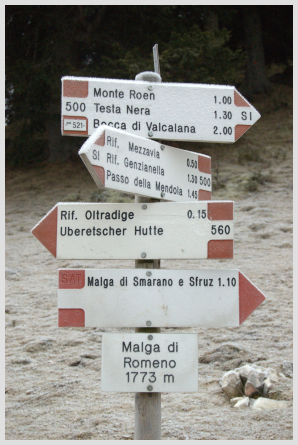 Monte Roen 1.00
500 Testa Nera 1.30 SI
521 Bocca di Valcalana 2.00
Rif. Mezzavia 0.50
SI Rif. Genzianella 1.30 500
Passo della Mendola 1.45
Rif. Oltradige 0.15
Uberetscher Hutte 560
SAT Malga di Smarano e Sfruz 1.10
Malga di
Romeno
1773 m